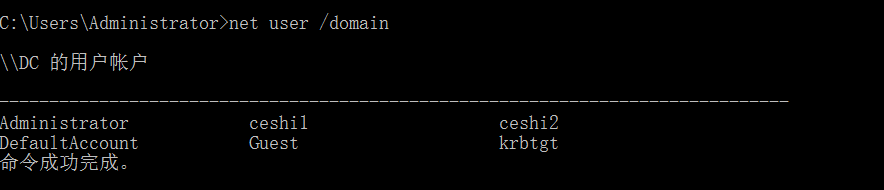 C:\Users\Administrator>net user /domain
\\DC 的用户帐户
-------------------------------------------------------------------------------
Administrator            ceshi1                   ceshi2
DefaultAccount           Guest                    krbtgt
命令成功完成。